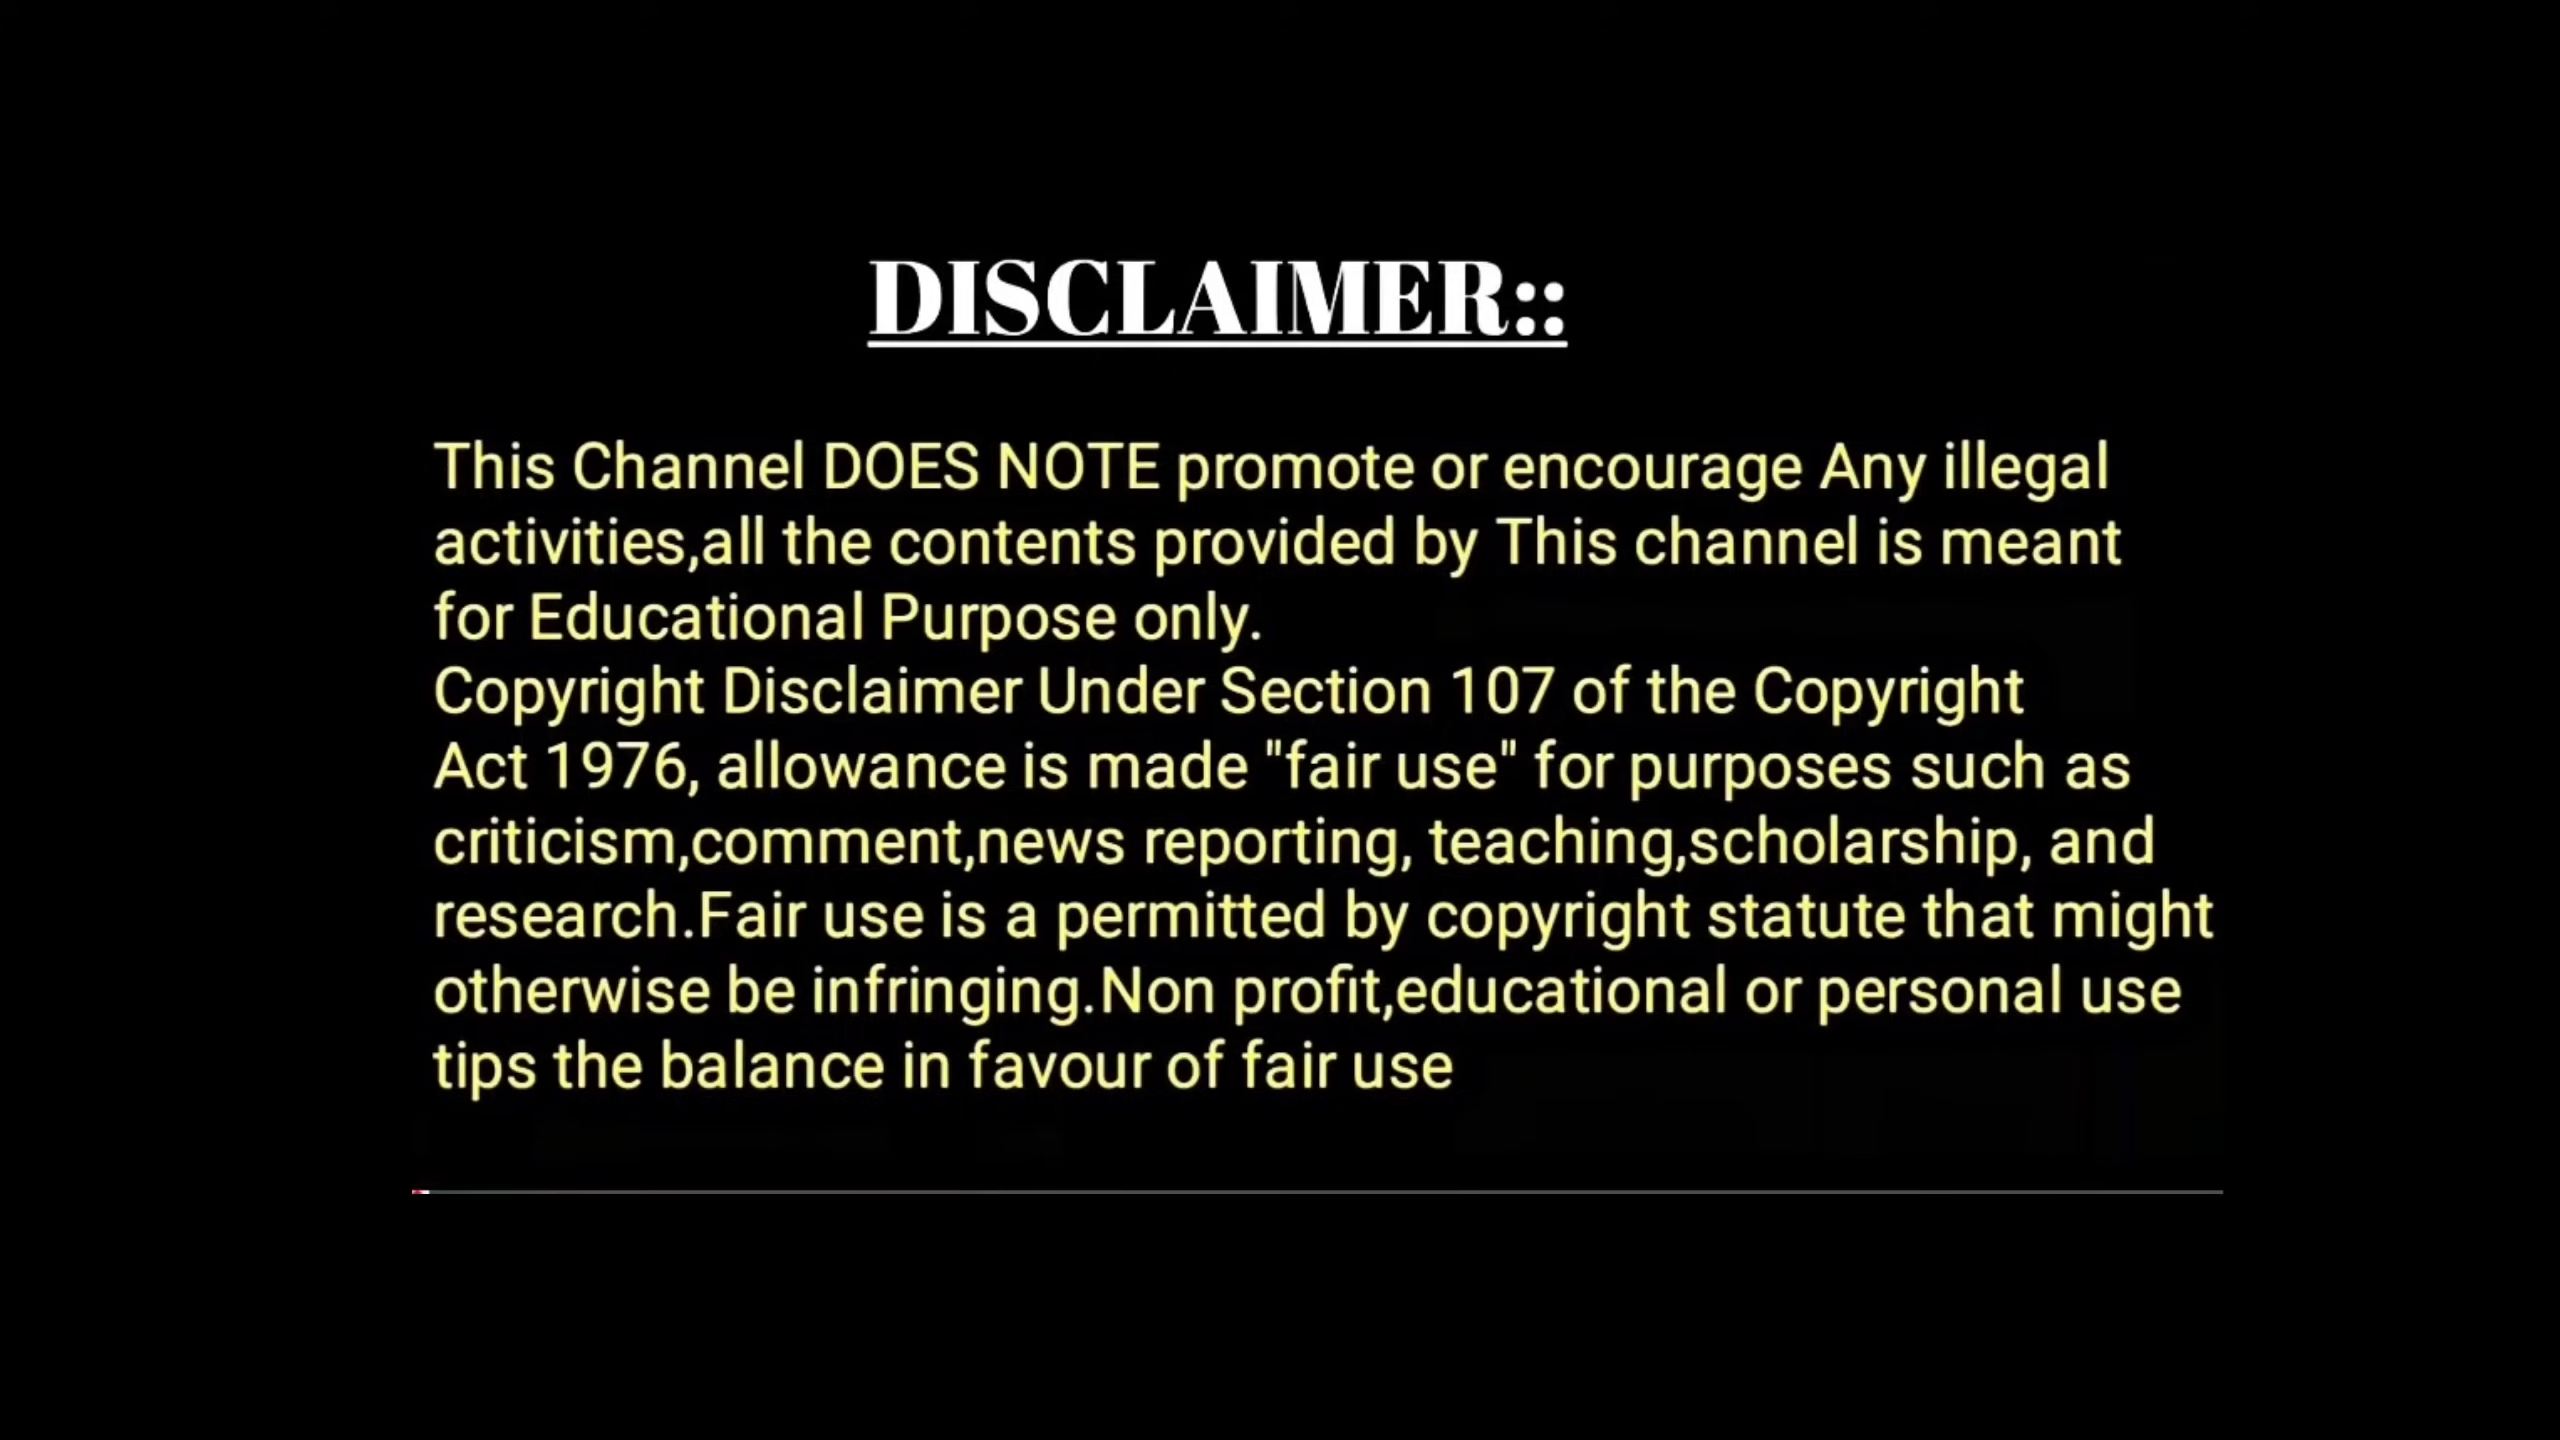 DISCLAIMER::
This Channel DOES NOTE promote or encourage Any illegal
activities,all the contents provided by This channel is meant
for Educational Purpose only.
Copyright Disclaimer Under Section 107 of the Copyright
Act 1976, allowance is made "fair use" for purposes such as
criticism,comment,news reporting, teaching,scholarship, and
research.Fair use is a permitted by copyright statute that might
otherwise be infringing.Non profit,educational or personal use
tips the balance in favour of fair use